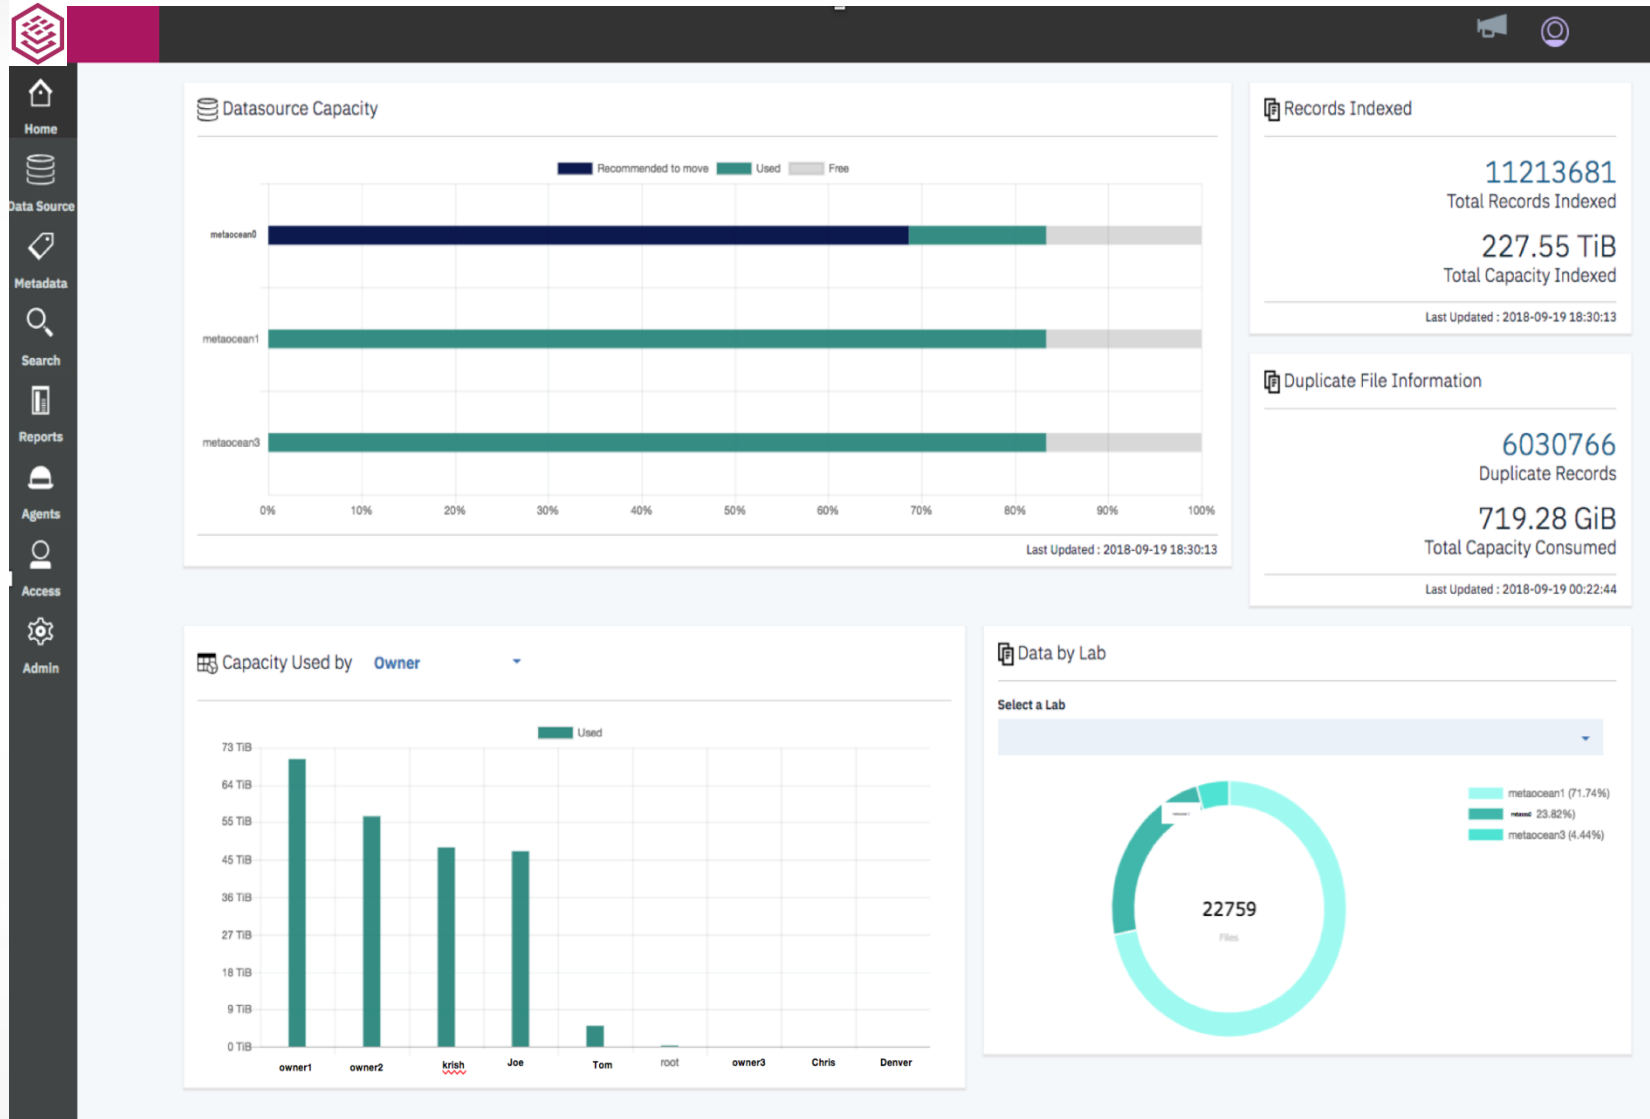 Home
Data Source
Metadata
Search
Reports
Agents
Access
Admin
Datasource Capacity
Recommended to move Used Free
metaocean0
metaocean1
metaocean3
0% 10% 20% 30% 40% 50% 60% 70% 80% 90% 100%
Last Updated : 2018-09-19 18:30:13
Records Indexed
11213681
Total Records Indexed
227.55 TiB
Total Capacity Indexed
Last Updated : 2018-09-19 18:30:13
Duplicate File Information
6030766
Duplicate Records
719.28 GiB
Total Capacity Consumed
Last Updated : 2018-09-19 00:22:44
Capacity Used by Owner
Used
73 TiB
64 TiB
55 TiB
45 TiB
36 TiB
27 TiB
18 TiB
9 TiB
0 TiB
owner1 owner2 krish Joe Tom root owner3 Chris Denver
Data by Lab
Select a Lab
metaocean1 (71.74%)
23.82%)
metaocean3 (4.44%)
22759
Files